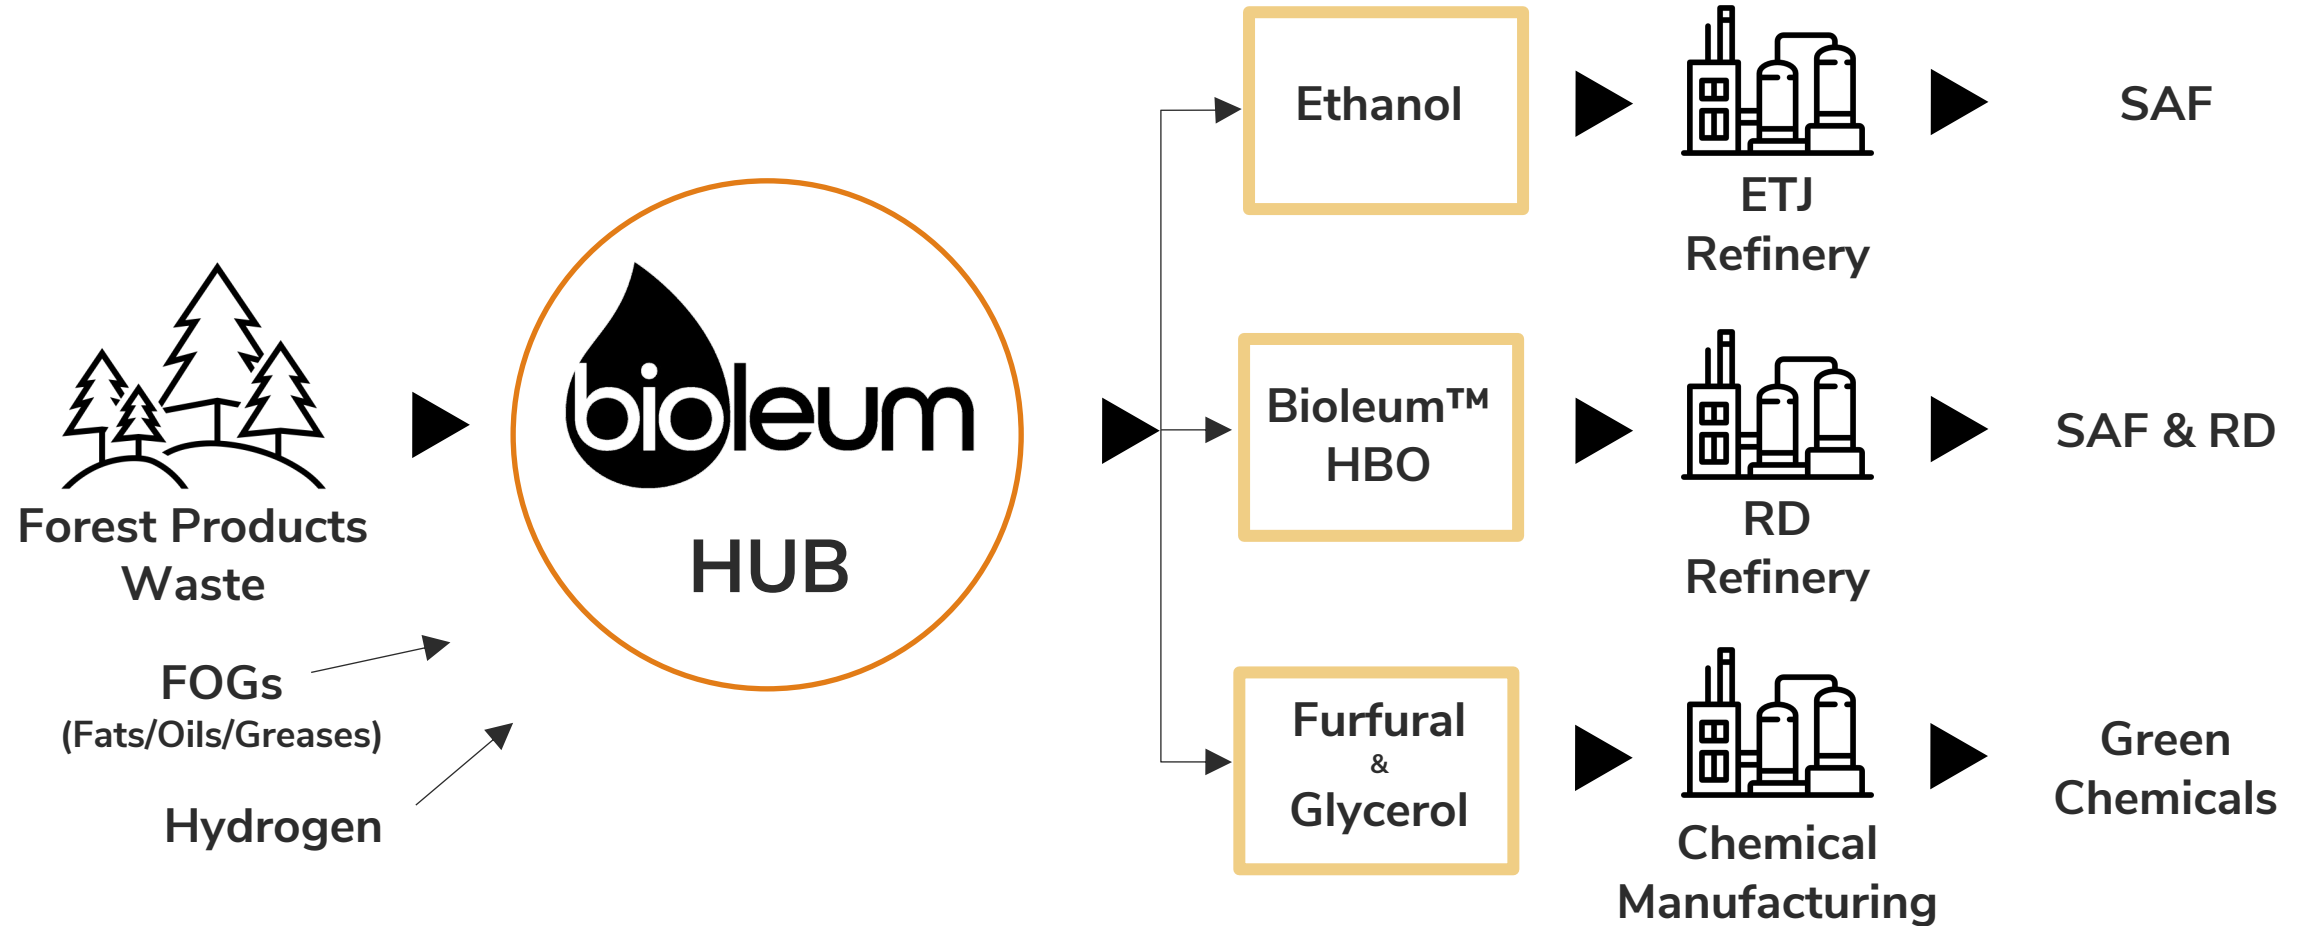 Forest Products
Waste
FOGs
(Fats/Oils/Greases)
Hydrogen
bioleum
HUB
Ethanol
ETJ
Refinery
SAF
Bioleum™
HBO
RD
Refinery
SAF & RD
Furfural
&
Glycerol
Chemical
Manufacturing
Green
Chemicals